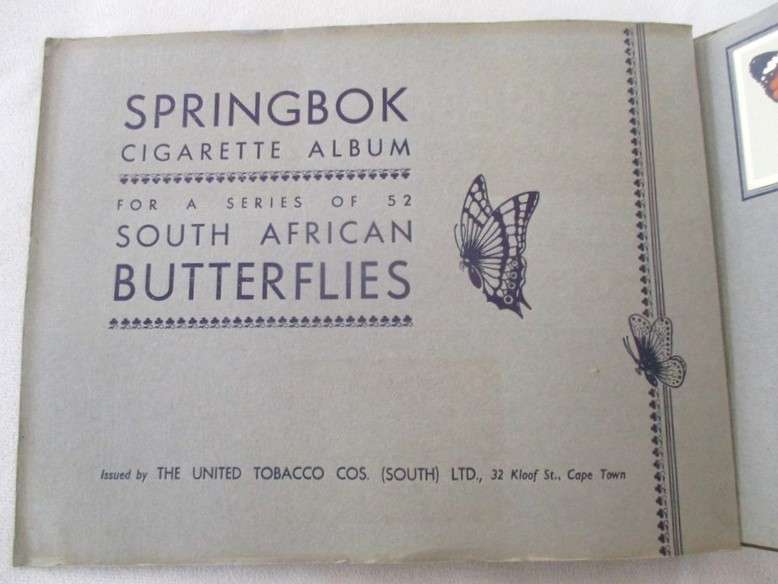 SPRINGBOK
CIGARETTE ALBUM
FOR A SERIES OF 52
SOUTH AFRICAN
BUTTERFLIES
Issued by THE UNITED TOBACCO COS. (SOUTH) LTD., 32 Kloof St., Cape Town